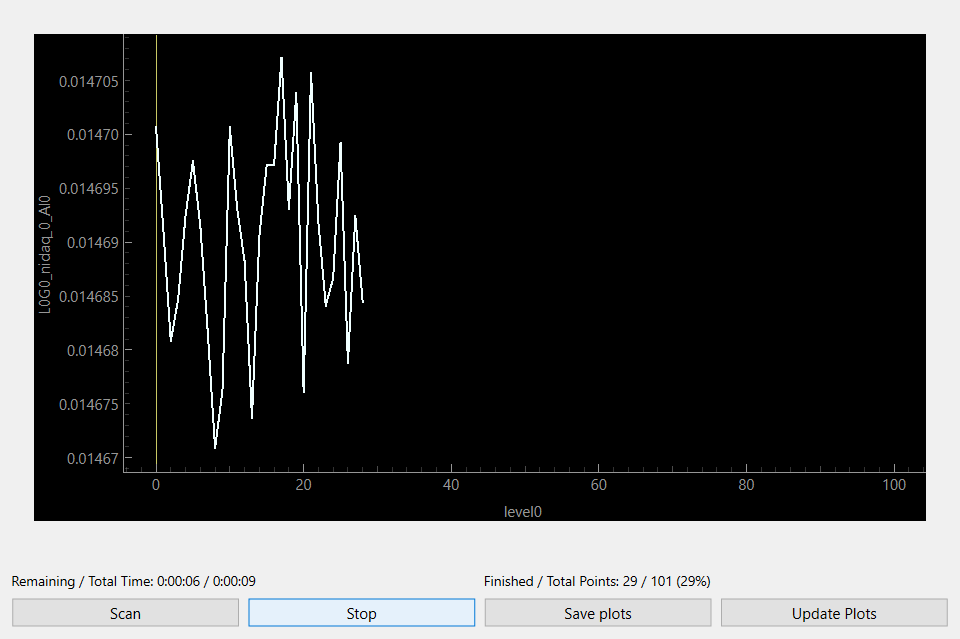 0.014705
0.01470
0.014695
0.01469
0.014685
0.01468
0.014675
0.01467
L0G0_nidaq_0_AI0
0 20 40 60 80 100
level0
Remaining / Total Time: 0:00:06 / 0:00:09 Finished / Total Points: 29 / 101 (29%)
Scan Stop Save plots Update Plots